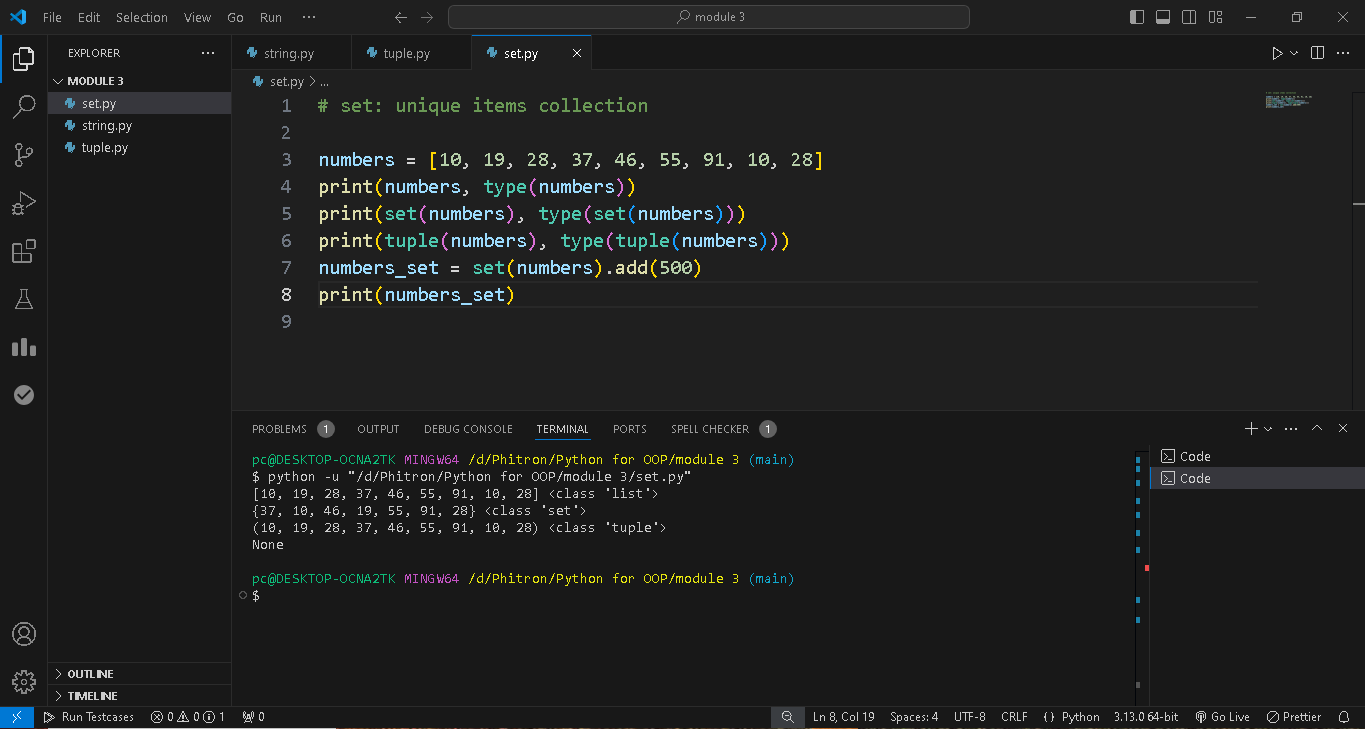 File Edit Selection View Go Run ··· module 3
EXPLORER ···
MODULE 3
set.py
string.py
tuple.py
OUTLINE
TIMELINE
string.py tuple.py set.py
set.py > ...
1 # set: unique items collection
2
3 numbers = [10, 19, 28, 37, 46, 55, 91, 10, 28]
4 print(numbers, type(numbers))
5 print(set(numbers), type(set(numbers)))
6 print(tuple(numbers), type(tuple(numbers)))
7 numbers_set = set(numbers).add(500)
8 print(numbers_set)
9
PROBLEMS 1 OUTPUT DEBUG CONSOLE TERMINAL PORTS SPELL CHECKER 1
pc@DESKTOP-OCNA2TK MINGW64 /d/Phitron/Python for OOP/module 3 (main)
$ python -u "/d/Phitron/Python for OOP/module 3/set.py"
[10, 19, 28, 37, 46, 55, 91, 10, 28] <class 'list'>
{37, 10, 46, 19, 55, 91, 28} <class 'set'>
(10, 19, 28, 37, 46, 55, 91, 10, 28) <class 'tuple'>
None
pc@DESKTOP-OCNA2TK MINGW64 /d/Phitron/Python for OOP/module 3 (main)
$
Code
Code
Run Testcases 0 0 1 0 Ln 8, Col 19 Spaces: 4 UTF-8 CRLF {} Python 3.13.0 64-bit Go Live Prettier